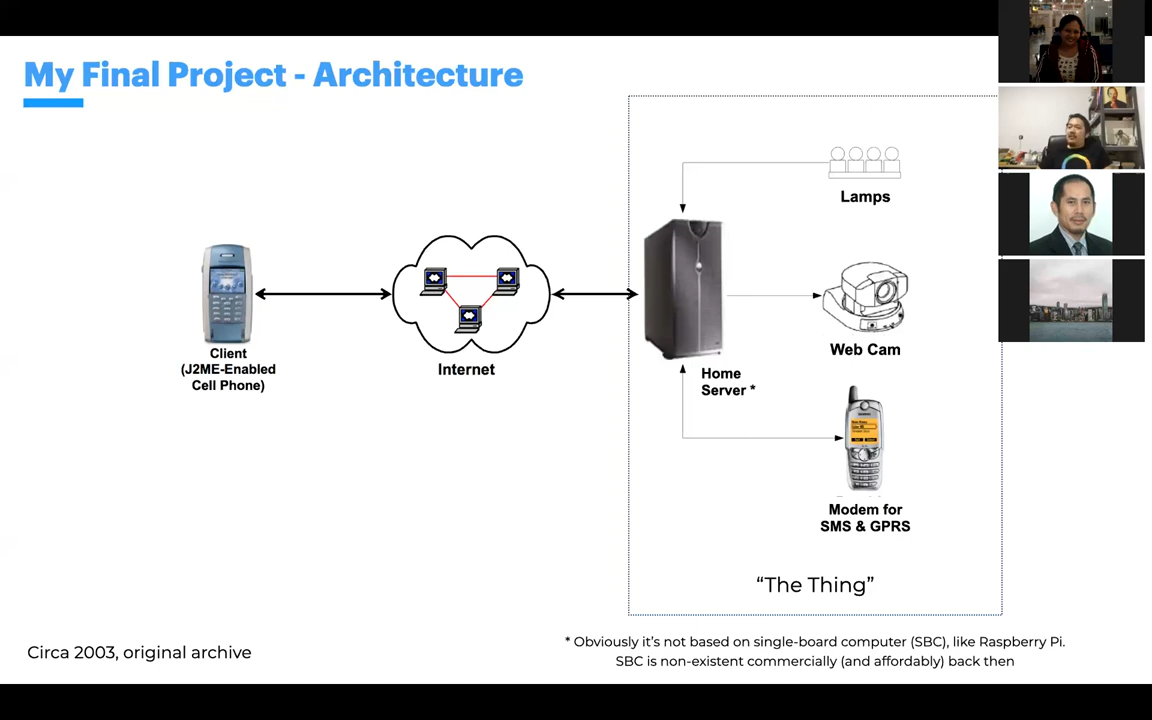 My Final Project - Architecture
Lamps
Client
(J2ME-Enabled
Cell Phone)
Internet
Web Cam
Home
Server *
Modem for
SMS & GPRS
“The Thing”
Circa 2003, original archive
* Obviously it’s not based on single-board computer (SBC), like Raspberry Pi.
SBC is non-existent commercially (and affordably) back then